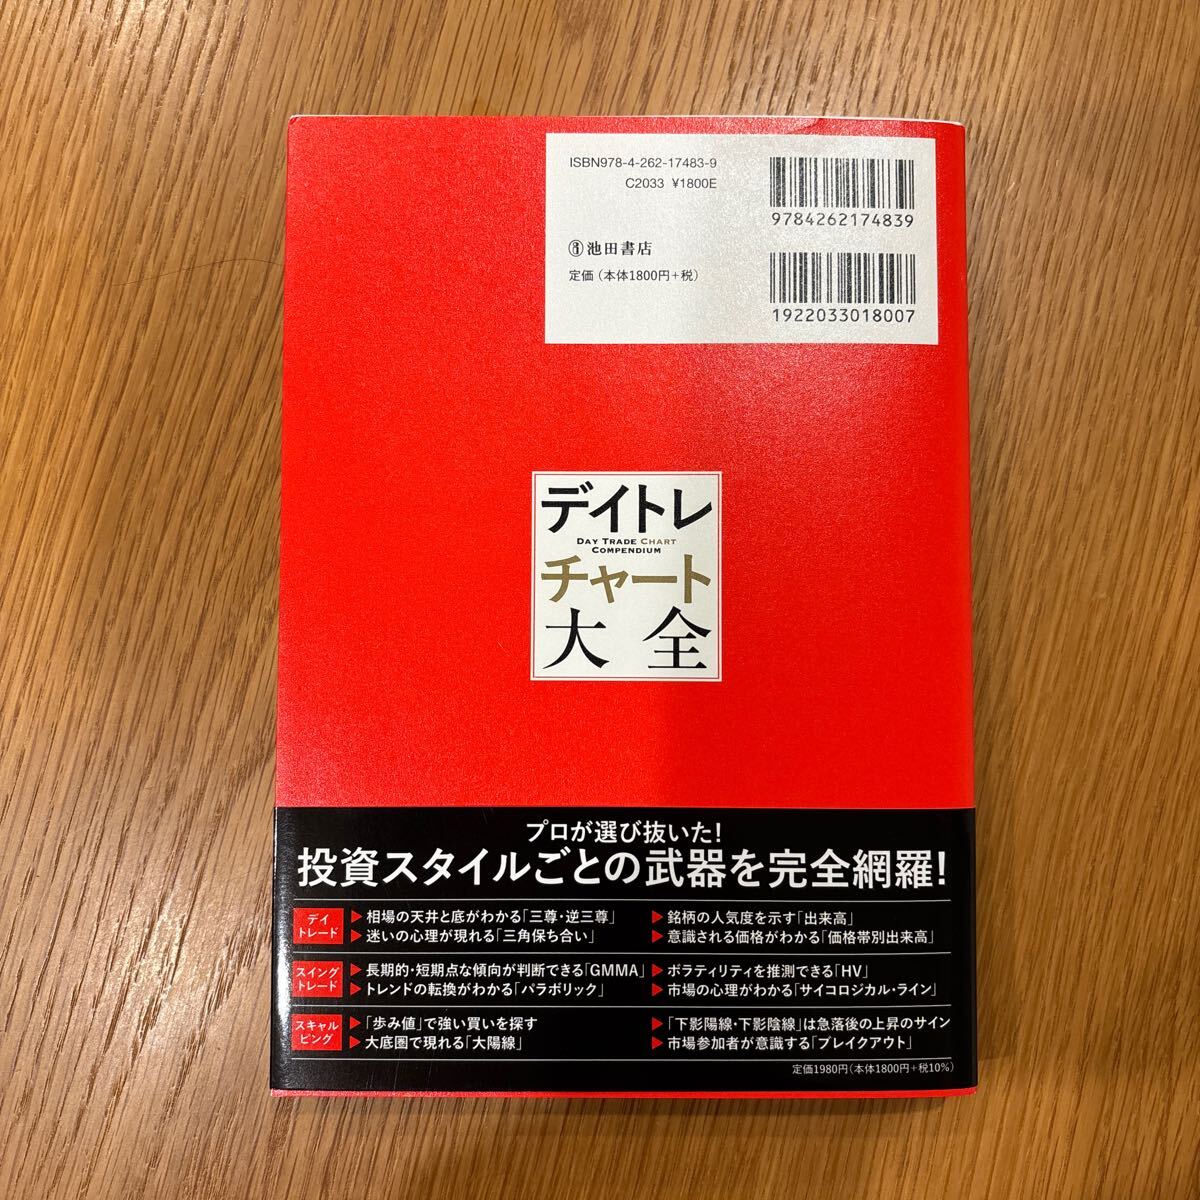 ISBN978-4-262-17483-9
C2033 ¥1800E
9784262174839
池田書店
定価（本体1800円+税）
1922033018007
デイトレ
DAY TRADE CHART
COMPENDIUM
チャート
大全
プロが選び抜いた！
投資スタイルごとの武器を完全網羅！
デイ
トレード
▶相場の天井と底がわかる「三尊・逆三尊」
▶迷いの心理が現れる「三角保ち合い」
▶銘柄の人気度を示す「出来高」
▶意識される価格がわかる「価格帯別出来高」
スイング
トレード
▶長期的・短期点な傾向が判断できる「GMMA」
▶トレンドの転換がわかる「パラボリック」
▶ボラティリティを推測できる「HV」
▶市場の心理がわかる「サイコロジカル・ライン」
スキャル
ピング
▶「歩み値」で強い買いを探す
▶大底圏で現れる「大陽線」
▶「下影陽線・下影陰線」は急落後の上昇のサイン
▶市場参加者が意識する「ブレイクアウト」
定価1980円（本体1800円+税10%）